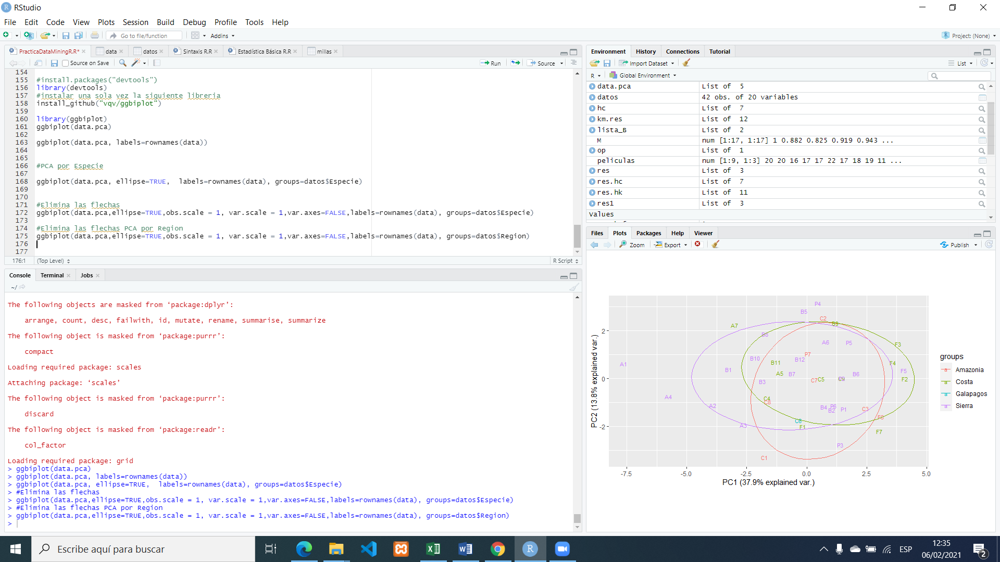 RStudio
File Edit Code View Plots Session Build Debug Profile Tools Help
Go to file/function Addins Project: (None)
PracticaDataMiningR.R* data datos Sintaxis R.R Estadística Básica R.R millas
Source on Save Run Source
154
155 #install.packages("devtools")
156 library(devtools)
157 #instalar una sola vez la siguiente libreria
158 install_github("vqv/ggbiplot")
159
160 library(ggbiplot)
161 ggbiplot(data.pca)
162
163 ggbiplot(data.pca, labels=rownames(data))
164
165
166 #PCA por Especie
167
168 ggbiplot(data.pca, ellipse=TRUE,  labels=rownames(data), groups=datos$Especie)
169
170
171 #Elimina las flechas
172 ggbiplot(data.pca,ellipse=TRUE,obs.scale = 1, var.scale = 1,var.axes=FALSE,labels=rownames(data), groups=datos$Especie)
173
174 #Elimina las flechas PCA por Region
175 ggbiplot(data.pca,ellipse=TRUE,obs.scale = 1, var.scale = 1,var.axes=FALSE,labels=rownames(data), groups=datos$Region)
176
177
176:1 (Top Level) R Script
Console Terminal Jobs
~/
The following objects are masked from ‘package:dplyr’:
arrange, count, desc, failwith, id, mutate, rename, summarise, summarize
The following object is masked from ‘package:purrr’:
compact
Loading required package: scales
Attaching package: ‘scales’
The following object is masked from ‘package:purrr’:
discard
The following object is masked from ‘package:readr’:
col_factor
Loading required package: grid
> ggbiplot(data.pca)
> ggbiplot(data.pca, labels=rownames(data))
> ggbiplot(data.pca, ellipse=TRUE,  labels=rownames(data), groups=datos$Especie)
> #Elimina las flechas
> ggbiplot(data.pca,ellipse=TRUE,obs.scale = 1, var.scale = 1,var.axes=FALSE,labels=rownames(data), groups=datos$Especie)
> #Elimina las flechas PCA por Region
> ggbiplot(data.pca,ellipse=TRUE,obs.scale = 1, var.scale = 1,var.axes=FALSE,labels=rownames(data), groups=datos$Region)
>
Environment History Connections Tutorial
Import Dataset List
R Global Environment
data.pca List of 5
datos 42 obs. of 20 variables
hc List of 7
km.res List of 12
lista_B List of 2
M num [1:17, 1:17] 1 0.882 0.825 0.919 0.943 ...
op List of 1
peliculas num [1:9, 1:3] 20 20 16 17 17 22 17 18 19 11 ...
res List of 3
res.hc List of 7
res.hk List of 11
res1 List of 3
Values
Files Plots Packages Help Viewer
Zoom Export Publish
P4
B5
C2
A7 B9
B8
A6 P5 F3
P7
B10 B12
A1 B11 F4
B1 A5 B7 B6 F5
B3 C7 C5 F2
A4 C4
C8
A2 B4 P6 B2 P1 C3
F6
C6
A3 F1
F7
P3
C1
2
0
-2
-7.5 -5.0 -2.5 0.0 2.5 5.0
PC1 (37.9% explained var.)
PC2 (13.8% explained var.)
groups
a Amazonia
a Costa
a Galapagos
a Sierra
Escribe aquí para buscar
ESP
12:35
06/02/2021
2